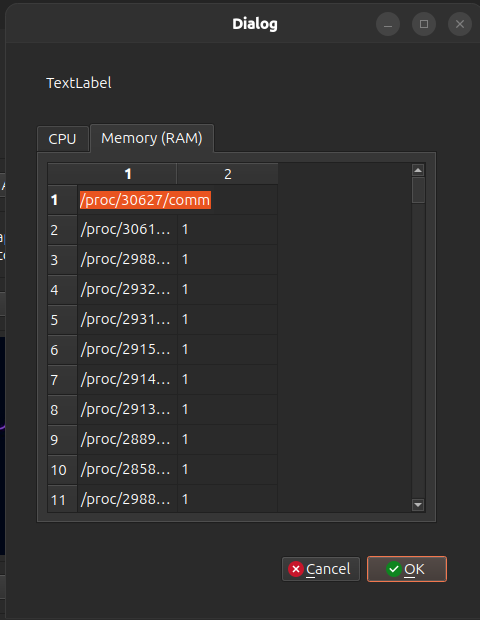 Dialog
TextLabel
CPU Memory (RAM)
1 2
1 /proc/30627/comm
2 /proc/3061... 1
3 /proc/2988... 1
4 /proc/2932... 1
5 /proc/2931... 1
6 /proc/2915... 1
7 /proc/2914... 1
8 /proc/2913... 1
9 /proc/2889... 1
10 /proc/2858... 1
11 /proc/2988... 1
Cancel OK